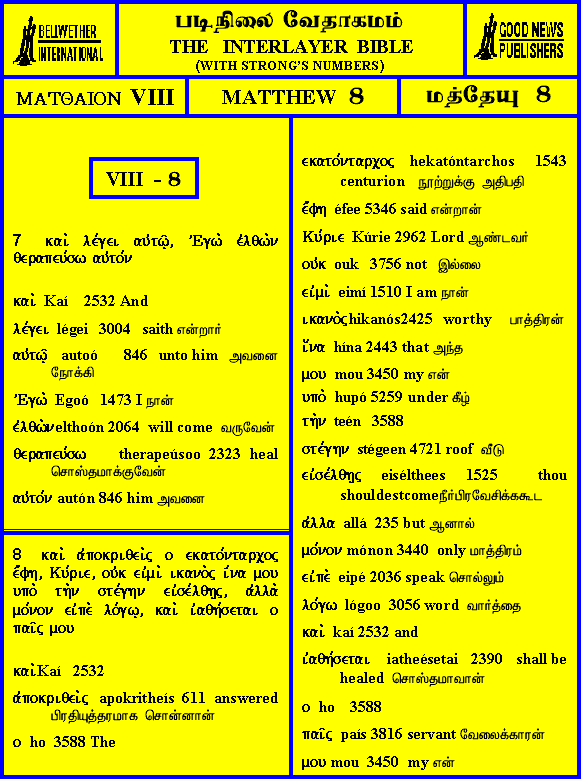 BELLWETHER
INTERNATIONAL
படிநிலை வேதாகமம்
THE INTERLAYER BIBLE
(WITH STRONG'S NUMBERS)
GOOD NEWS
PUBLISHERS
ΜΑΤΘΑΙΟΝ VIII
MATTHEW 8
மத்தேயு 8
VIII - 8
7 καὶ λέγει αὐτῷ, Ἐγὼ ἐλθὼν
θεραπεύσω αὐτόν
καὶ Kaí 2532 And
λέγει légei 3004 saith என்றார்
αὐτῷ autoó 846 unto him அவனை
நோக்கி
Ἐγὼ Egoó 1473 I நான்
ἐλθὼν elthoón 2064 will come வருவேன்
θεραπεύσω therapeúsoo 2323 heal
சொஸ்தமாக்குவேன்
αὐτόν autón 846 him அவனை
8 καὶ ἀποκριθεὶς ο εκατόνταρχος
ἔφη, Κύριε, οὐκ εἰμὶ ικανὸς ἵνα μου
υπὸ τὴν στέγην εἰσέλθῃς, ἀλλὰ
μόνον εἰπὲ λόγῳ, καὶ ἰαθήσεται ο
παῖς μου
καὶ Kaí 2532
ἀποκριθεὶς apokritheís 611 answered
பிரதியுத்தரமாக சொன்னான்
ο ho 3588 The
εκατόνταρχος hekatóntarchos 1543
centurion நூற்றுக்கு அதிபதி
ἔφη éfee 5346 said என்றான்
Κύριε Kúrie 2962 Lord ஆண்டவர்
οὐκ ouk 3756 not இல்லை
εἰμὶ eimí 1510 I am நான்
ικανὸς hikanós2425 worthy பாத்திரன்
ἵνα hína 2443 that அந்த
μου mou 3450 my என்
υπὸ hupó 5259 under கீழ்
τὴν teén 3588
στέγην stégeen 4721 roof வீடு
εἰσέλθῃς eisélthees 1525 thou
shouldestcome நீர்பிரவேசிக்ககூட
ἀλλα allá 235 but ஆனால்
μόνον mónon 3440 only மாத்திரம்
εἰπὲ eipé 2036 speak சொல்லும்
λόγῳ lógoo 3056 word வார்த்தை
καὶ kaí 2532 and
ἰαθήσεται iatheésetai 2390 shall be
healed சொஸ்தமாவான்
ο ho 3588
παῖς país 3816 servant வேலைக்காரன்
μου mou 3450 my என்